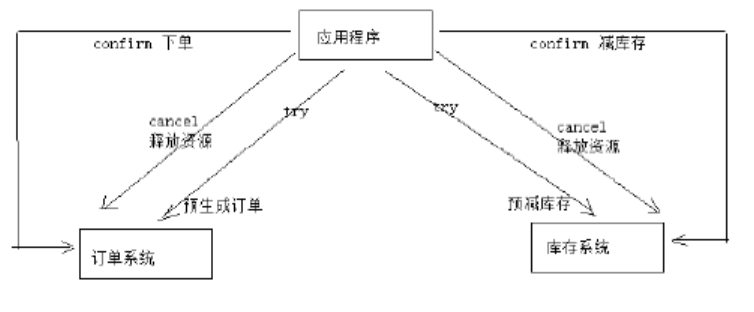 应用程序
confirm 下单
confirm 减库存
try
try
cancel
释放资源
cancel
释放资源
预生成订单
预减库存
订单系统
库存系统